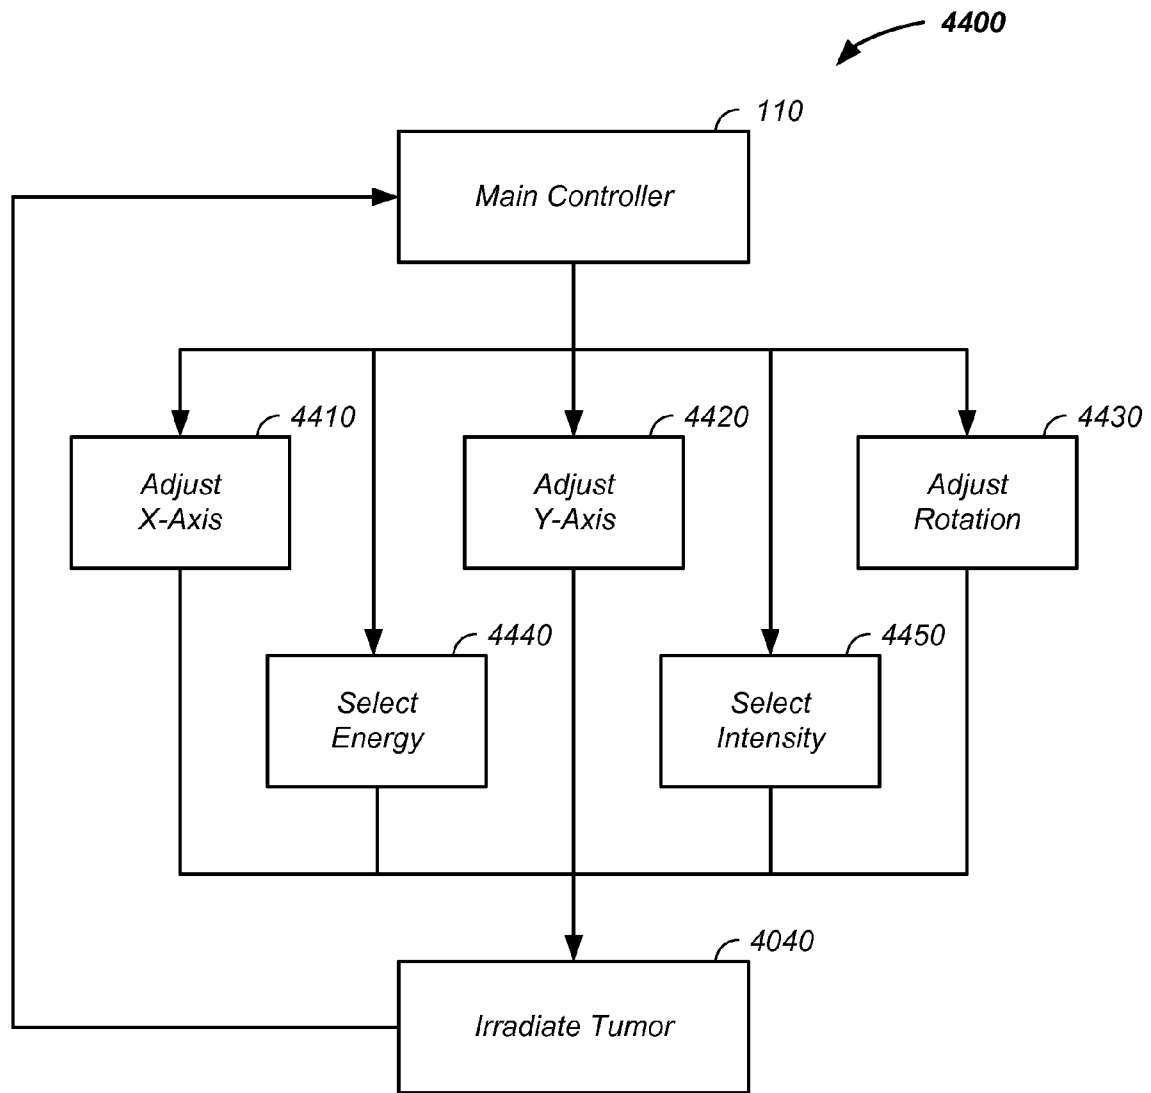 4400
110
Main Controller
4410
4420
4430
Adjust
X-Axis
Adjust
Y-Axis
Adjust
Rotation
4440
4450
Select
Energy
Select
Intensity
4040
Irradiate Tumor